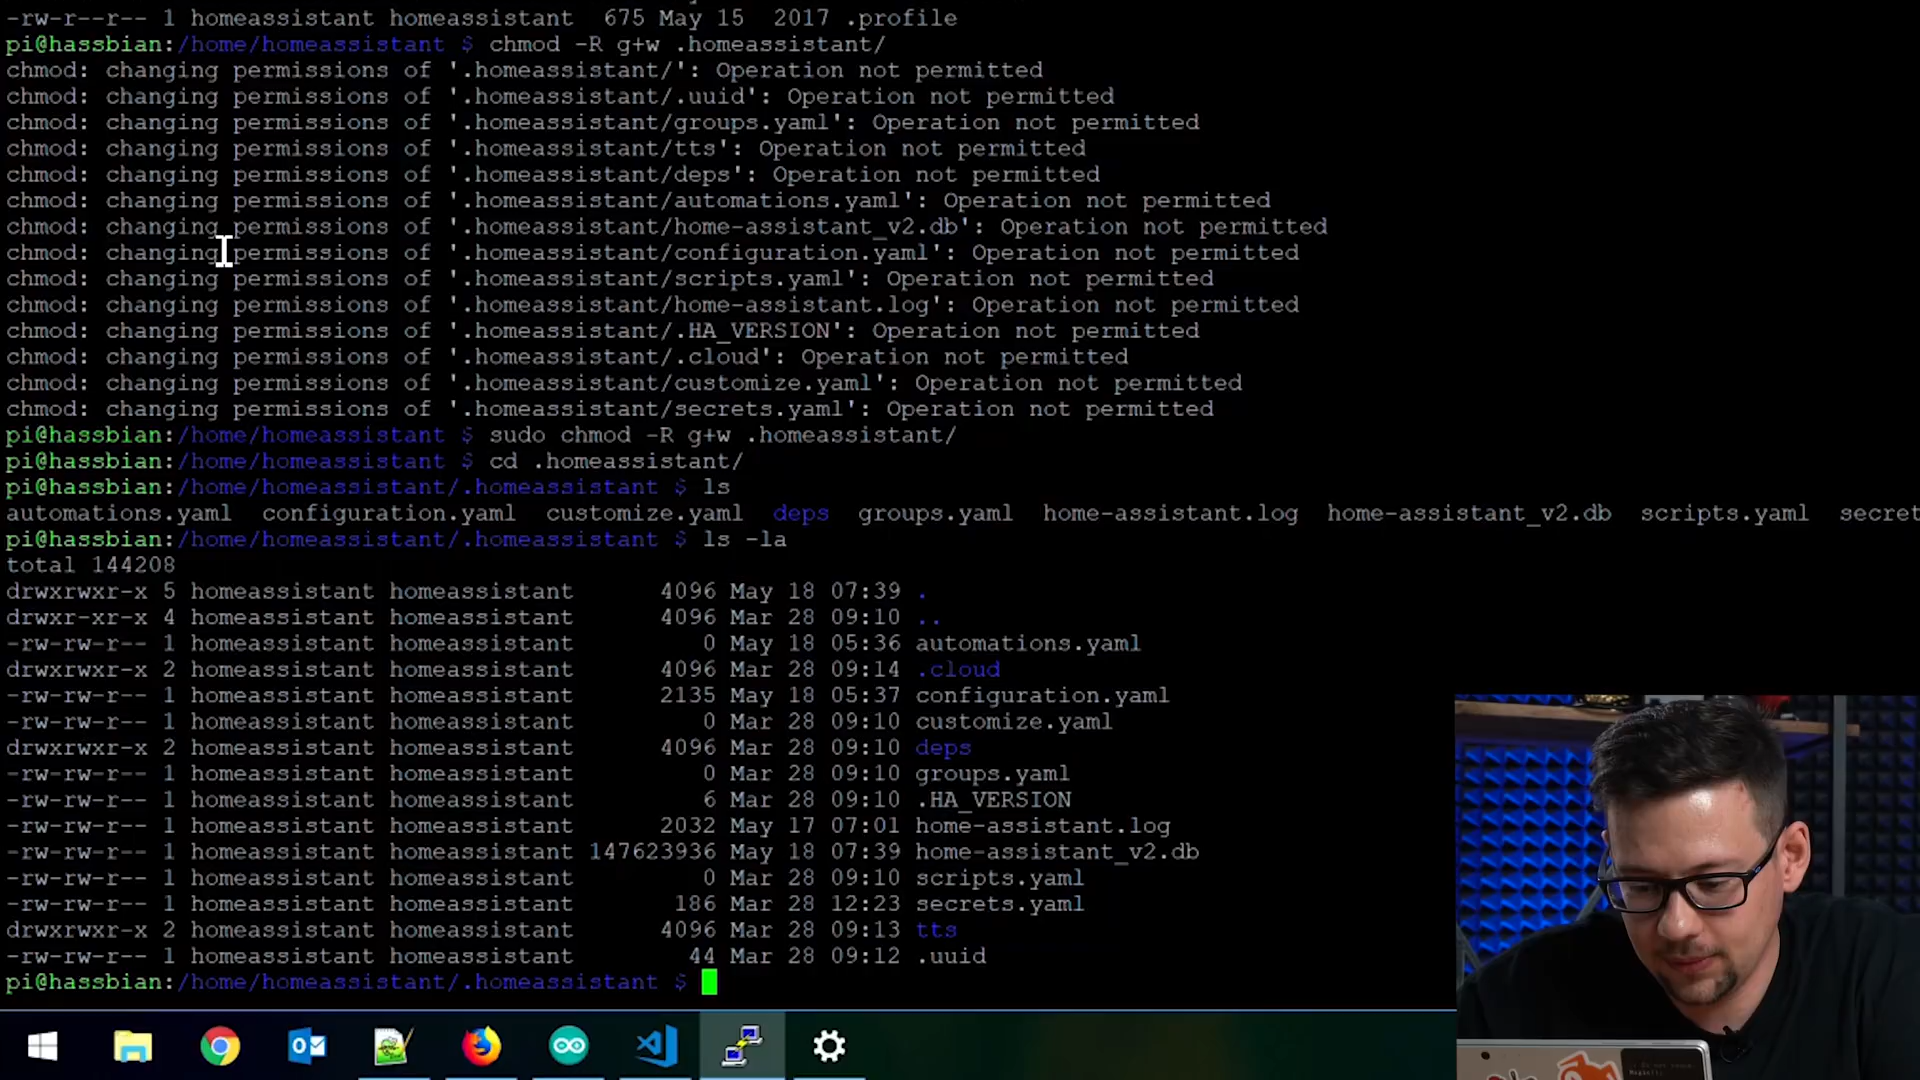 -rw-r--r-- 1 homeassistant homeassistant  675 May 15  2017 .profile
pi@hassbian:/home/homeassistant $ chmod -R g+w .homeassistant/
chmod: changing permissions of '.homeassistant/': Operation not permitted
chmod: changing permissions of '.homeassistant/.uuid': Operation not permitted
chmod: changing permissions of '.homeassistant/groups.yaml': Operation not permitted
chmod: changing permissions of '.homeassistant/tts': Operation not permitted
chmod: changing permissions of '.homeassistant/deps': Operation not permitted
chmod: changing permissions of '.homeassistant/automations.yaml': Operation not permitted
chmod: changing permissions of '.homeassistant/home-assistant_v2.db': Operation not permitted
chmod: changing permissions of '.homeassistant/configuration.yaml': Operation not permitted
chmod: changing permissions of '.homeassistant/scripts.yaml': Operation not permitted
chmod: changing permissions of '.homeassistant/home-assistant.log': Operation not permitted
chmod: changing permissions of '.homeassistant/.HA_VERSION': Operation not permitted
chmod: changing permissions of '.homeassistant/.cloud': Operation not permitted
chmod: changing permissions of '.homeassistant/customize.yaml': Operation not permitted
chmod: changing permissions of '.homeassistant/secrets.yaml': Operation not permitted
pi@hassbian:/home/homeassistant $ sudo chmod -R g+w .homeassistant/
pi@hassbian:/home/homeassistant $ cd .homeassistant/
pi@hassbian:/home/homeassistant/.homeassistant $ ls
automations.yaml  configuration.yaml  customize.yaml  deps  groups.yaml  home-assistant.log  home-assistant_v2.db  scripts.yaml  secret
pi@hassbian:/home/homeassistant/.homeassistant $ ls -la
total 144208
drwxrwxr-x 5 homeassistant homeassistant      4096 May 18 07:39 .
drwxr-xr-x 4 homeassistant homeassistant      4096 Mar 28 09:10 ..
-rw-rw-r-- 1 homeassistant homeassistant         0 May 18 05:36 automations.yaml
drwxrwxr-x 2 homeassistant homeassistant      4096 Mar 28 09:14 .cloud
-rw-rw-r-- 1 homeassistant homeassistant      2135 May 18 05:37 configuration.yaml
-rw-rw-r-- 1 homeassistant homeassistant         0 Mar 28 09:10 customize.yaml
drwxrwxr-x 2 homeassistant homeassistant      4096 Mar 28 09:10 deps
-rw-rw-r-- 1 homeassistant homeassistant         0 Mar 28 09:10 groups.yaml
-rw-rw-r-- 1 homeassistant homeassistant         6 Mar 28 09:10 .HA_VERSION
-rw-rw-r-- 1 homeassistant homeassistant      2032 May 17 07:01 home-assistant.log
-rw-rw-r-- 1 homeassistant homeassistant 147623936 May 18 07:39 home-assistant_v2.db
-rw-rw-r-- 1 homeassistant homeassistant         0 Mar 28 09:10 scripts.yaml
-rw-rw-r-- 1 homeassistant homeassistant       186 Mar 28 12:23 secrets.yaml
drwxrwxr-x 2 homeassistant homeassistant      4096 Mar 28 09:13 tts
-rw-rw-r-- 1 homeassistant homeassistant        44 Mar 28 09:12 .uuid
pi@hassbian:/home/homeassistant/.homeassistant $